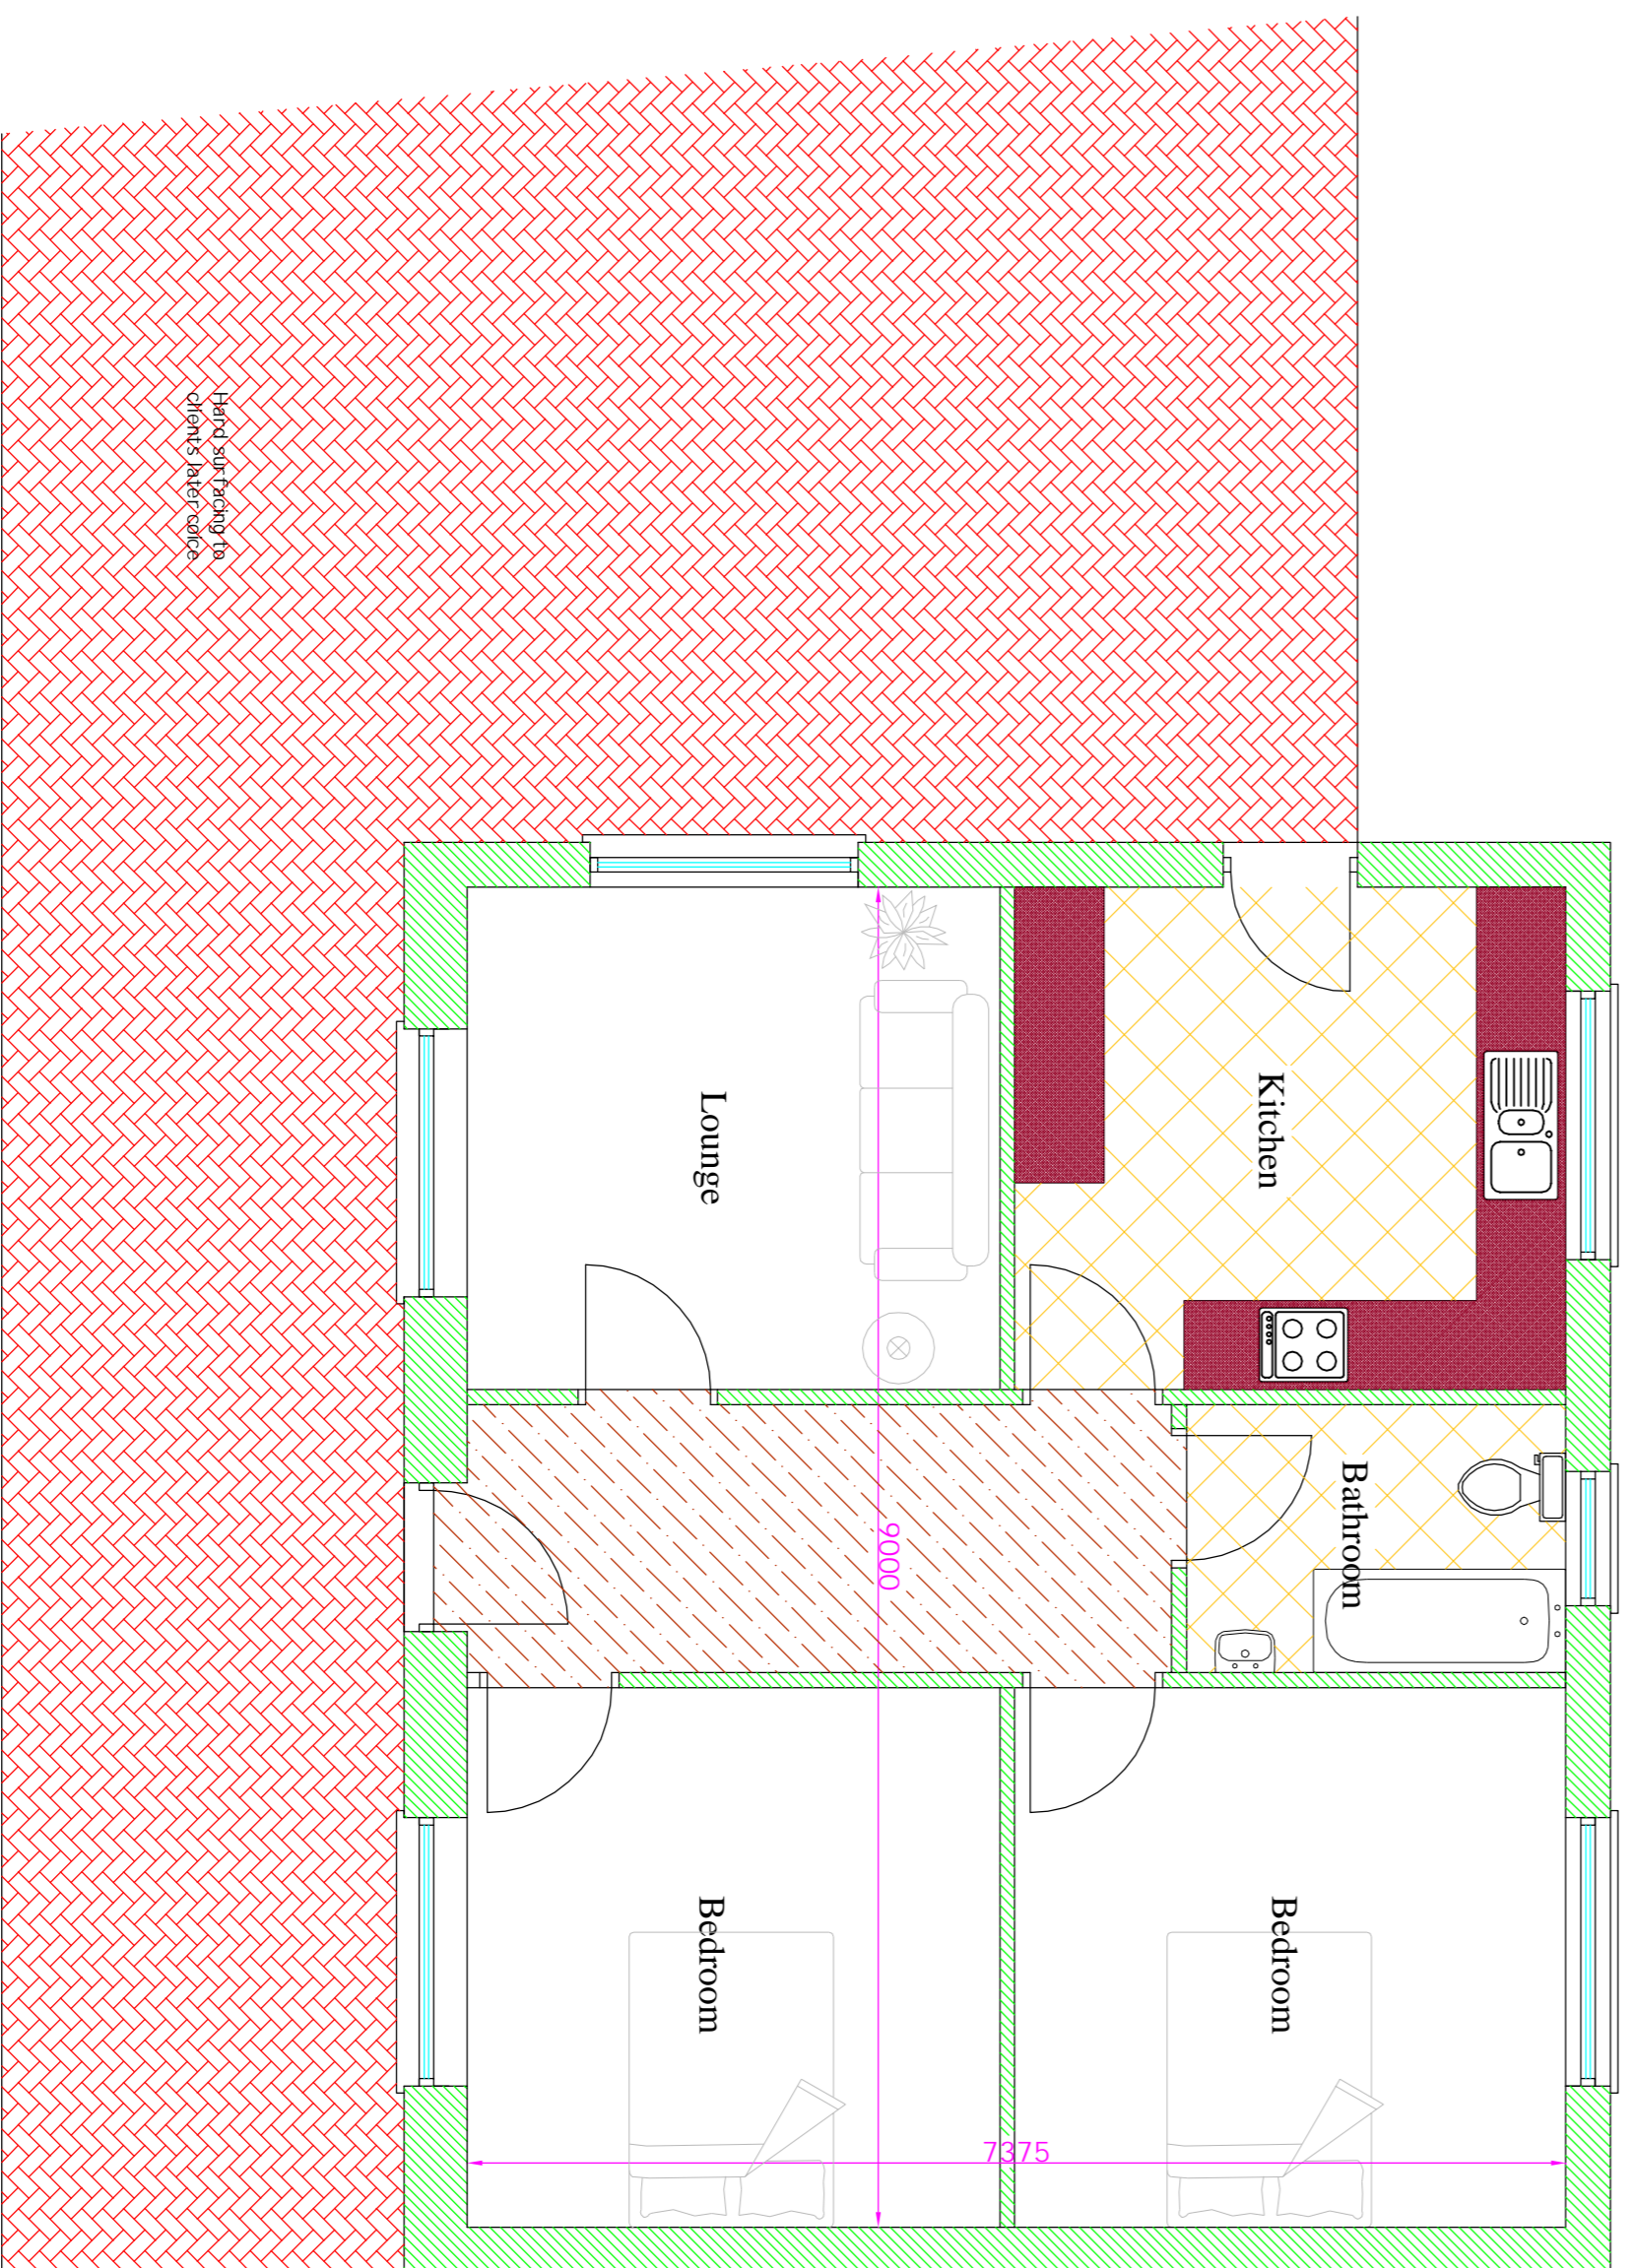 Hard surfacing to
clients later coice
Kitchen
Lounge
Bathroom
9000
Bedroom
Bedroom
7375